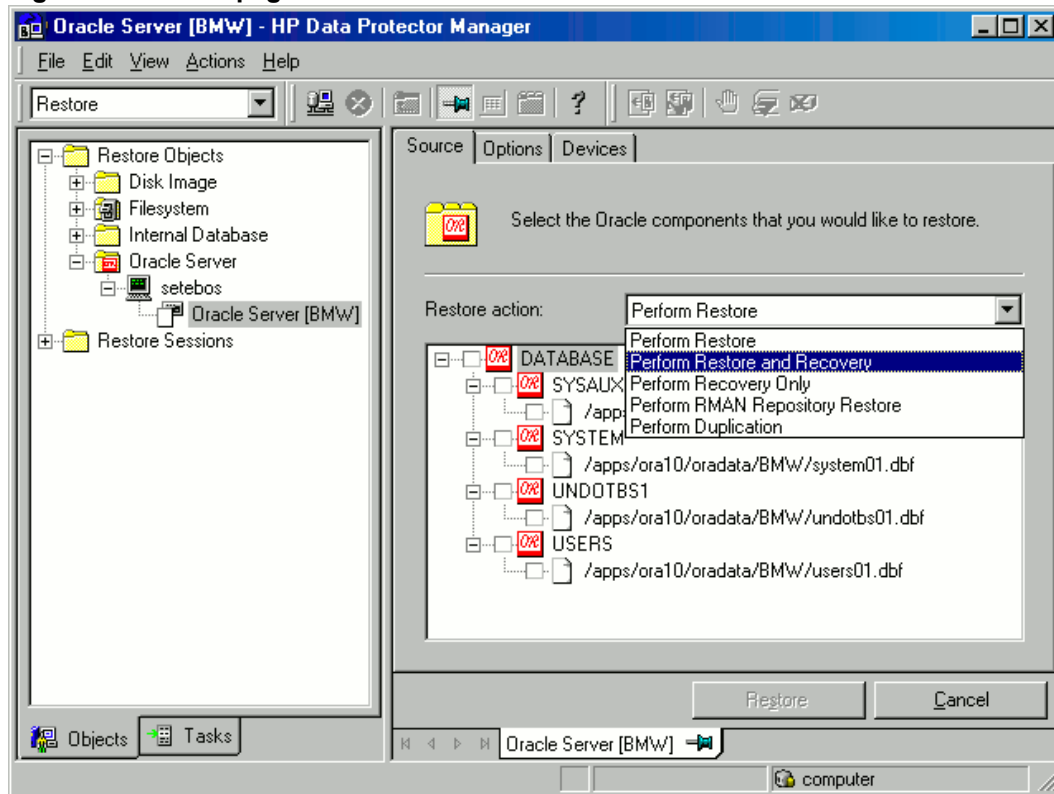 Oracle Server [BMW] - HP Data Protector Manager
File Edit View Actions Help
Restore
Restore Objects
Disk Image
Filesystem
Internal Database
Oracle Server
setebos
Oracle Server [BMW]
Restore Sessions
Objects Tasks
Source Options Devices
Select the Oracle components that you would like to restore.
Restore action: Perform Restore
Perform Restore
Perform Restore and Recovery
Perform Recovery Only
Perform RMAN Repository Restore
Perform Duplication
DATABASE
SYSAUX
/apps
SYSTEM
/apps/ora10/oradata/BMW/system01.dbf
UNDOTBS1
/apps/ora10/oradata/BMW/undotbs01.dbf
USERS
/apps/ora10/oradata/BMW/users01.dbf
Restore Cancel
Oracle Server [BMW]
computer